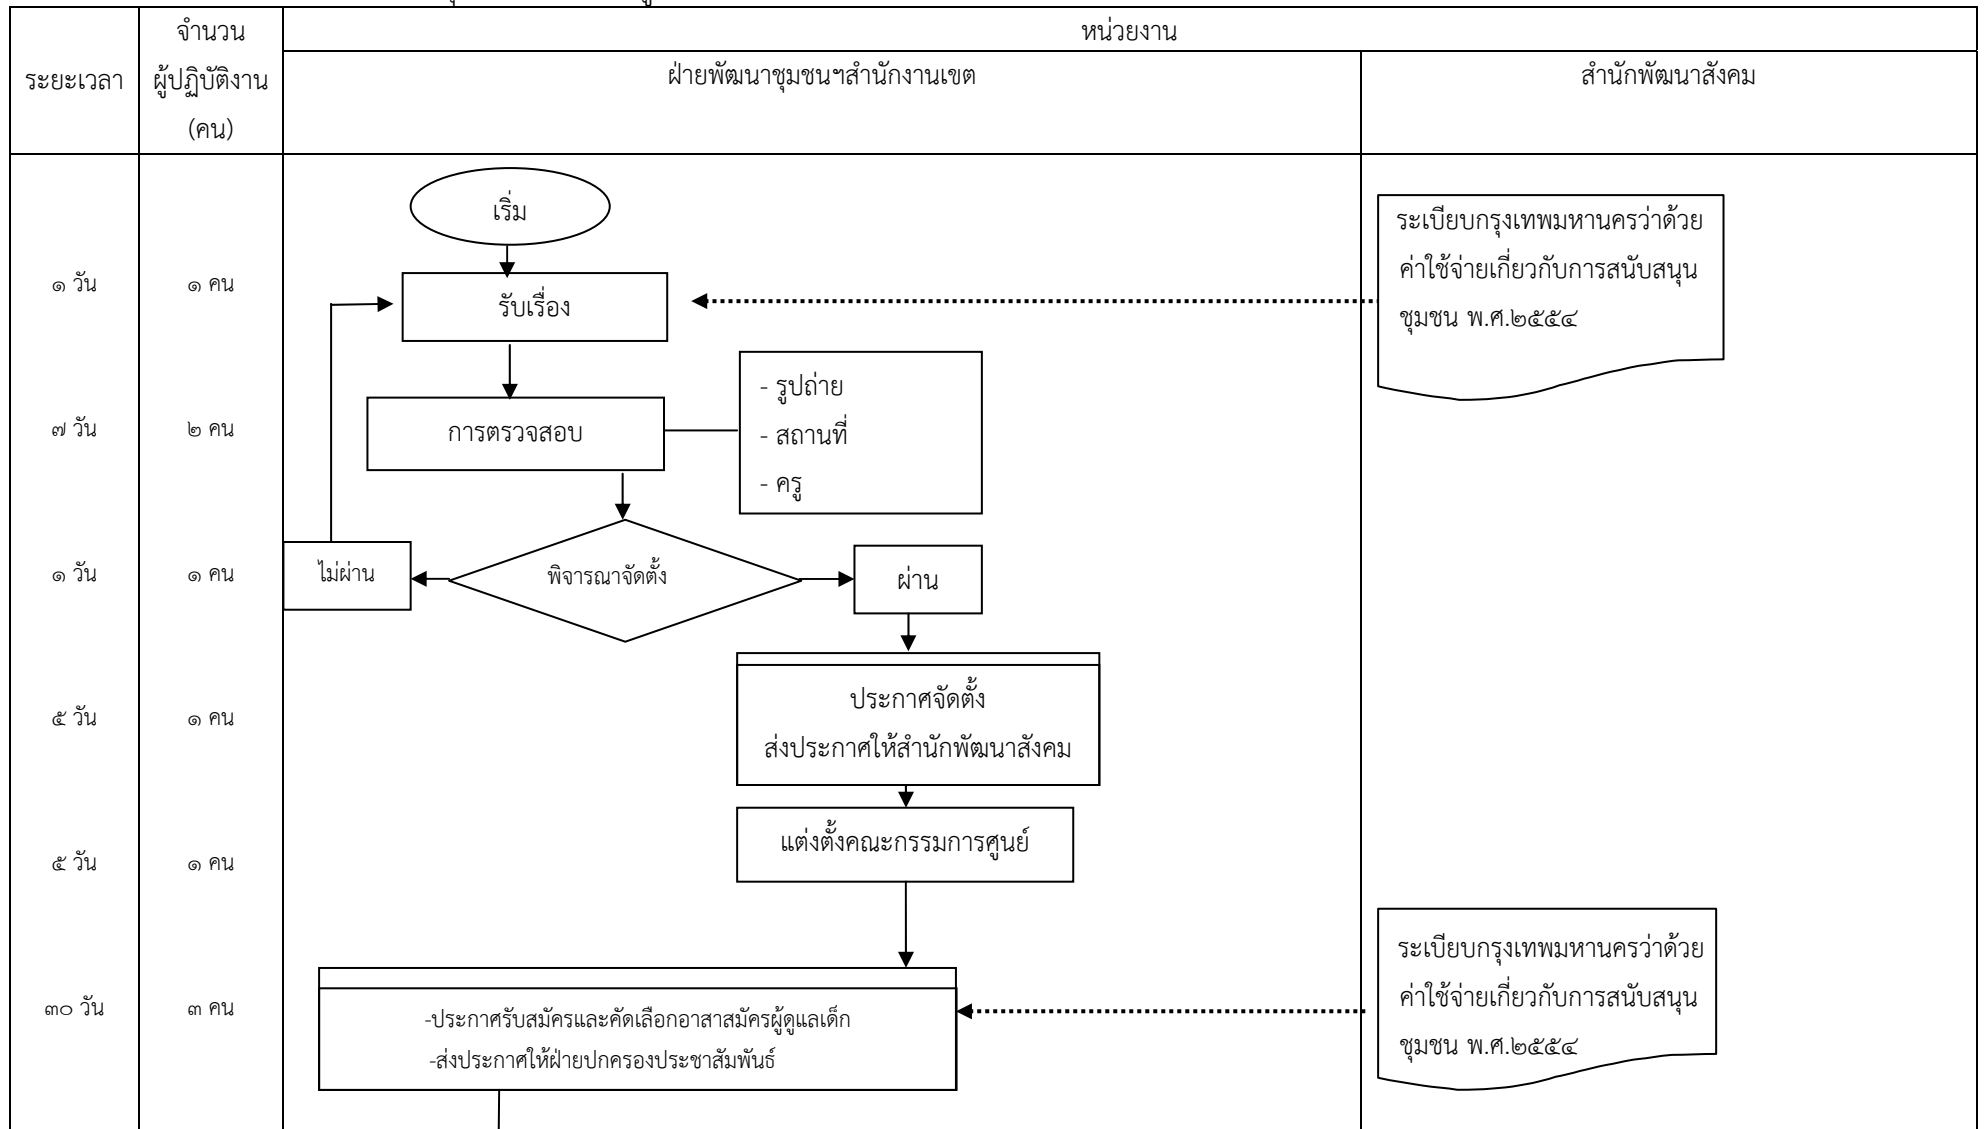 จำนวน
ผู้ปฏิบัติงาน
(คน)
ระยะเวลา
หน่วยงาน
ฝ่ายพัฒนาชุมชนฯสำนักงานเขต
สำนักพัฒนาสังคม
เริ่ม
ระเบียบกรุงเทพมหานครว่าด้วย
ค่าใช้จ่ายเกี่ยวกับการสนับสนุน
ชุมชน พ.ศ.๒๕๕๔
๑ วัน
๑ คน
รับเรื่อง
- รูปถ่าย
- สถานที่
- ครู
๗ วัน
๒ คน
การตรวจสอบ
๑ วัน
๑ คน
ไม่ผ่าน
พิจารณาจัดตั้ง
ผ่าน
๕ วัน
๑ คน
ประกาศจัดตั้ง
ส่งประกาศให้สำนักพัฒนาสังคม
๕ วัน
๑ คน
แต่งตั้งคณะกรรมการศูนย์
๓๐ วัน
๓ คน
-ประกาศรับสมัครและคัดเลือกอาสาสมัครผู้ดูแลเด็ก
-ส่งประกาศให้ฝ่ายปกครองประชาสัมพันธ์
ระเบียบกรุงเทพมหานครว่าด้วย
ค่าใช้จ่ายเกี่ยวกับการสนับสนุน
ชุมชน พ.ศ.๒๕๕๔